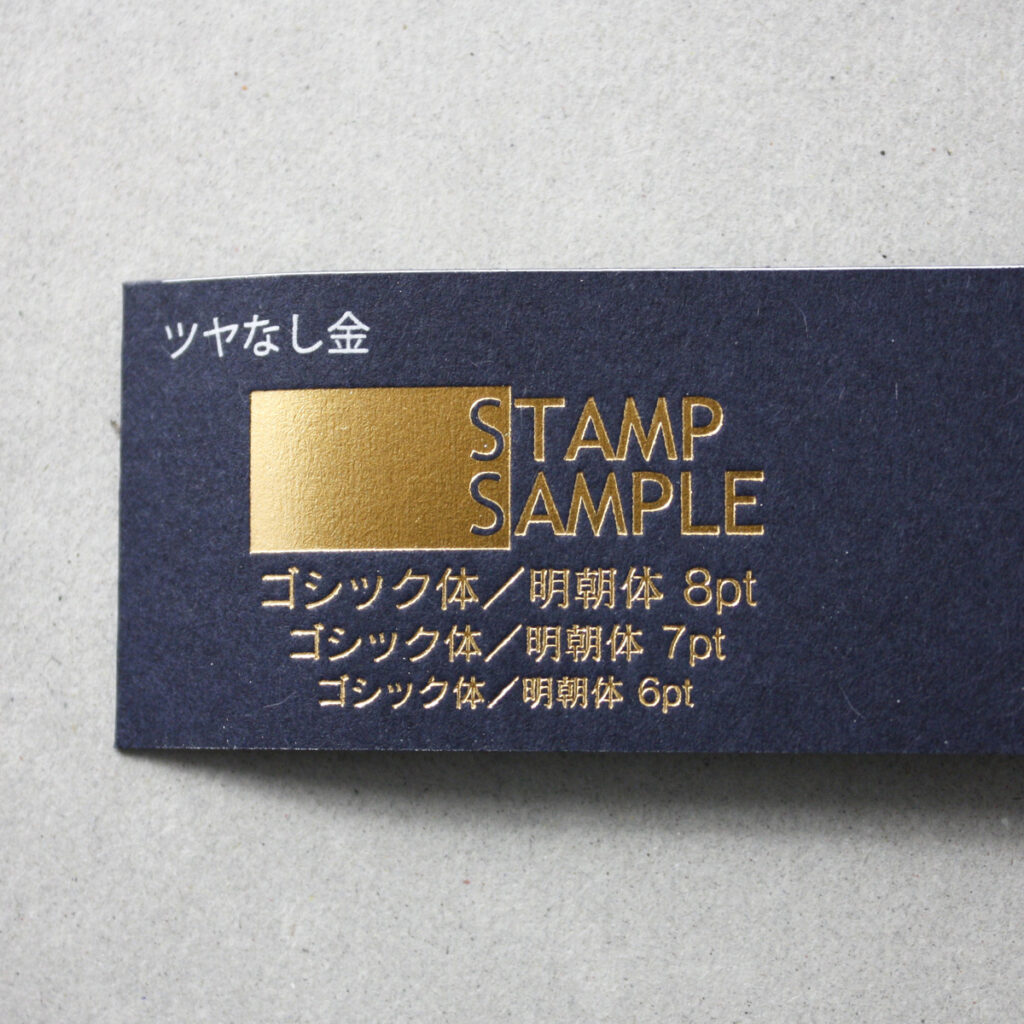 ツヤなし金
STAMP
SAMPLE
ゴシック体／明朝体 8pt
ゴシック体／明朝体 7pt
ゴシック体／明朝体 6pt